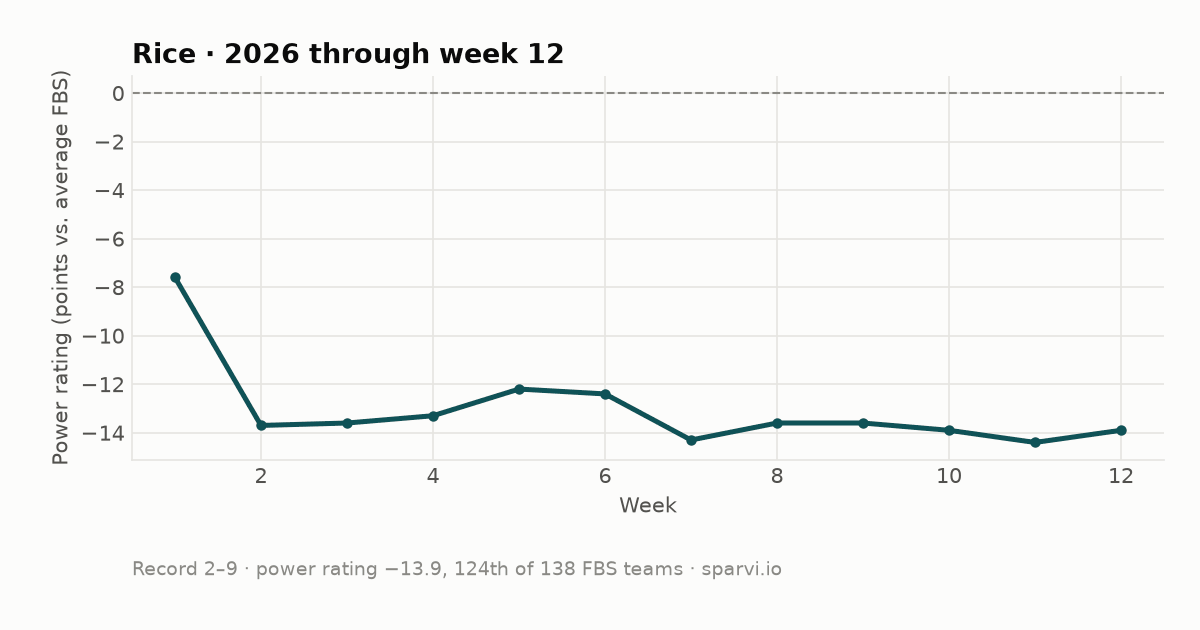 Rice · 2026 through week 12
Power rating (points vs. average FBS)
0
−2
−4
−6
−8
−10
−12
−14
2 4 6 8 10 12
Week
Record 2–9 · power rating −13.9, 124th of 138 FBS teams · sparvi.io